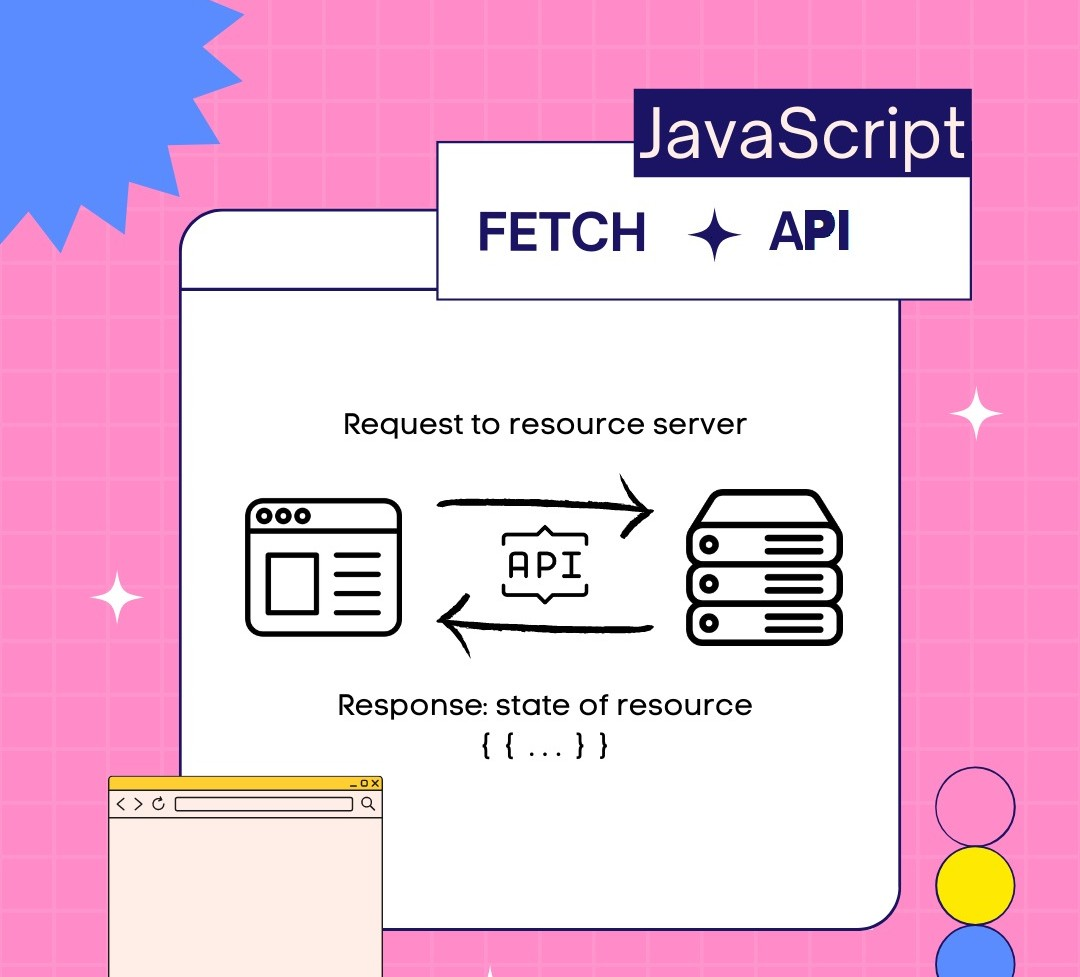 JavaScript
FETCH API
Request to resource server
API
Response: state of resource
{ { ... } }